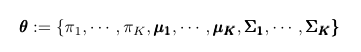 θ := {π₁, ⋯ , π_K, μ₁, ⋯ , μ_K, Σ₁, ⋯ , Σ_K}